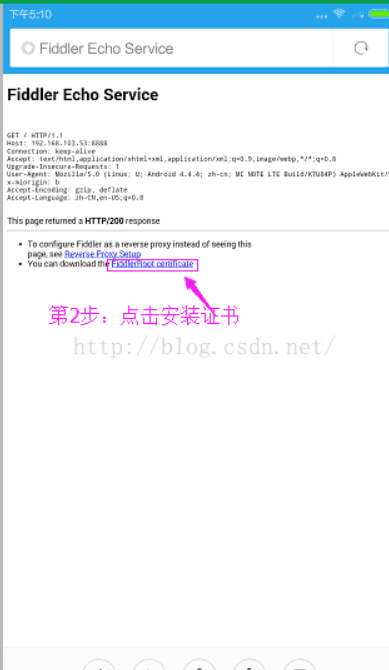 下午5:10
Fiddler Echo Service
Fiddler Echo Service
GET / HTTP/1.1
Host: 192.168.103.53:8888
Connection: keep-alive
Accept: text/html,application/xhtml+xml,application/xml;q=0.9,image/webp,*/*;q=0.8
Upgrade-Insecure-Requests: 1
User-Agent: Mozilla/5.0 (Linux; U; Android 4.4.4; zh-cn; MI NOTE LTE Build/KTU84P) AppleWebKit/
x-miorigin: b
Accept-Encoding: gzip, deflate
Accept-Language: zh-CN,en-US;q=0.8
This page returned a HTTP/200 response
• To configure Fiddler as a reverse proxy instead of seeing this
page, see Reverse Proxy Setup
• You can download the FiddlerRoot certificate
第2步：点击安装证书
http://blog.csdn.net/